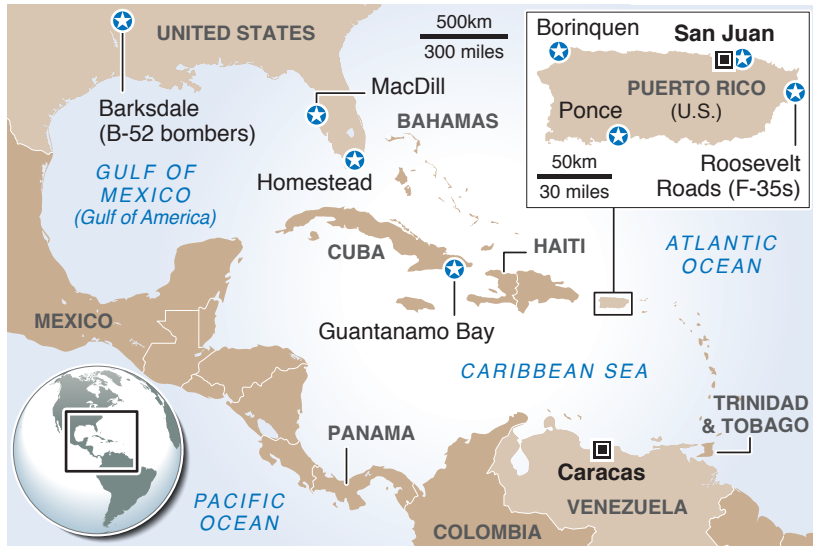 UNITED STATES
500km
300 miles
Borinquen
San Juan
PUERTO RICO
(U.S.)
Ponce
50km
30 miles
Roosevelt
Roads (F-35s)
Barksdale
(B-52 bombers)
MacDill
BAHAMAS
GULF OF
MEXICO
(Gulf of America)
Homestead
CUBA
HAITI
ATLANTIC
OCEAN
MEXICO
Guantanamo Bay
CARIBBEAN SEA
TRINIDAD
& TOBAGO
PANAMA
Caracas
VENEZUELA
PACIFIC
OCEAN
COLOMBIA